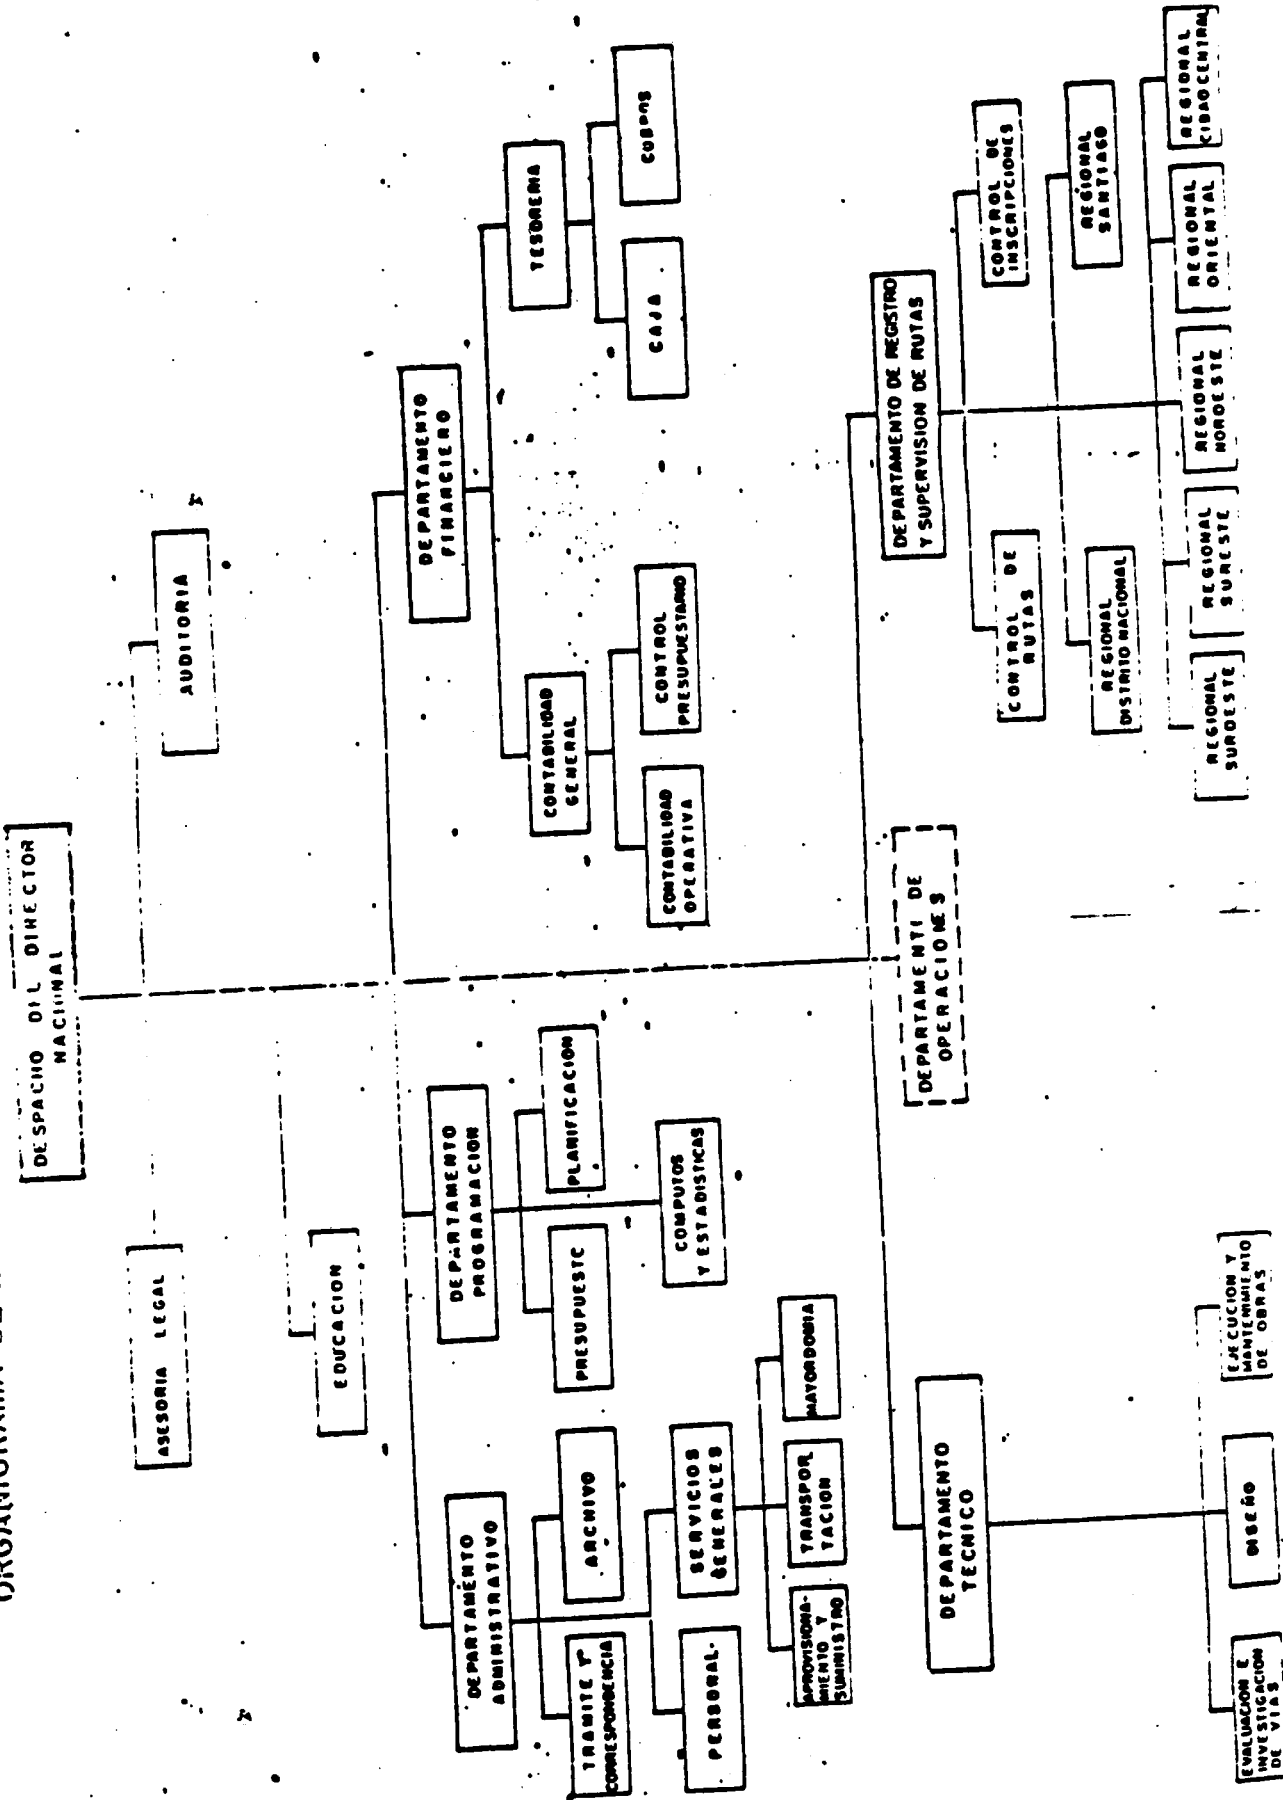 DESPACHO DEL DIRECTOR
NACIONAL
ASESORIA LEGAL
AUDITORIA
EDUCACION
DEPARTAMENTO
ADMINISTRATIVO
DEPARTAMENTO
PROGRAMACION
DEPARTAMENTO
FINANCIERO
TRAMITE Y
CORRESPONDENCIA
ARCHIVO
PRESUPUESTC
PLANIFICACION
CONTABILIDAD
GENERAL
TESORERIA
PERSONAL
SERVICIOS
GENERALES
COMPUTOS
Y ESTADISTICAS
CONTABILIDAD
OPERATIVA
CONTROL
PRESUPUESTARIO
CAJA
APROVISIONA-
MIENTO Y
SUMINISTRO
TRANSPOR
TACION
MAYORDOMIA
DEPARTAMENTO
TECNICO
DEPARTAMENTI DE
OPERACIONES
DEPARTAMENTO DE REGISTRO
Y SUPERVISION DE RUTAS
CONTROL DE
RUTAS
CONTROL DE
INSCRIPCIONES
REGIONAL
DISTRITO NACIONAL
REGIONAL
SANTIAGO
EVALUACION E
INVESTIGACION
DE VIAS
DISEÑO
EJECUCION Y
MANTENIMIENTO
DE OBRAS
REGIONAL
SUROESTE
REGIONAL
SURESTE
REGIONAL
NOROESTE
REGIONAL
ORIENTAL
REGIONAL
CIBAO CENTRAL